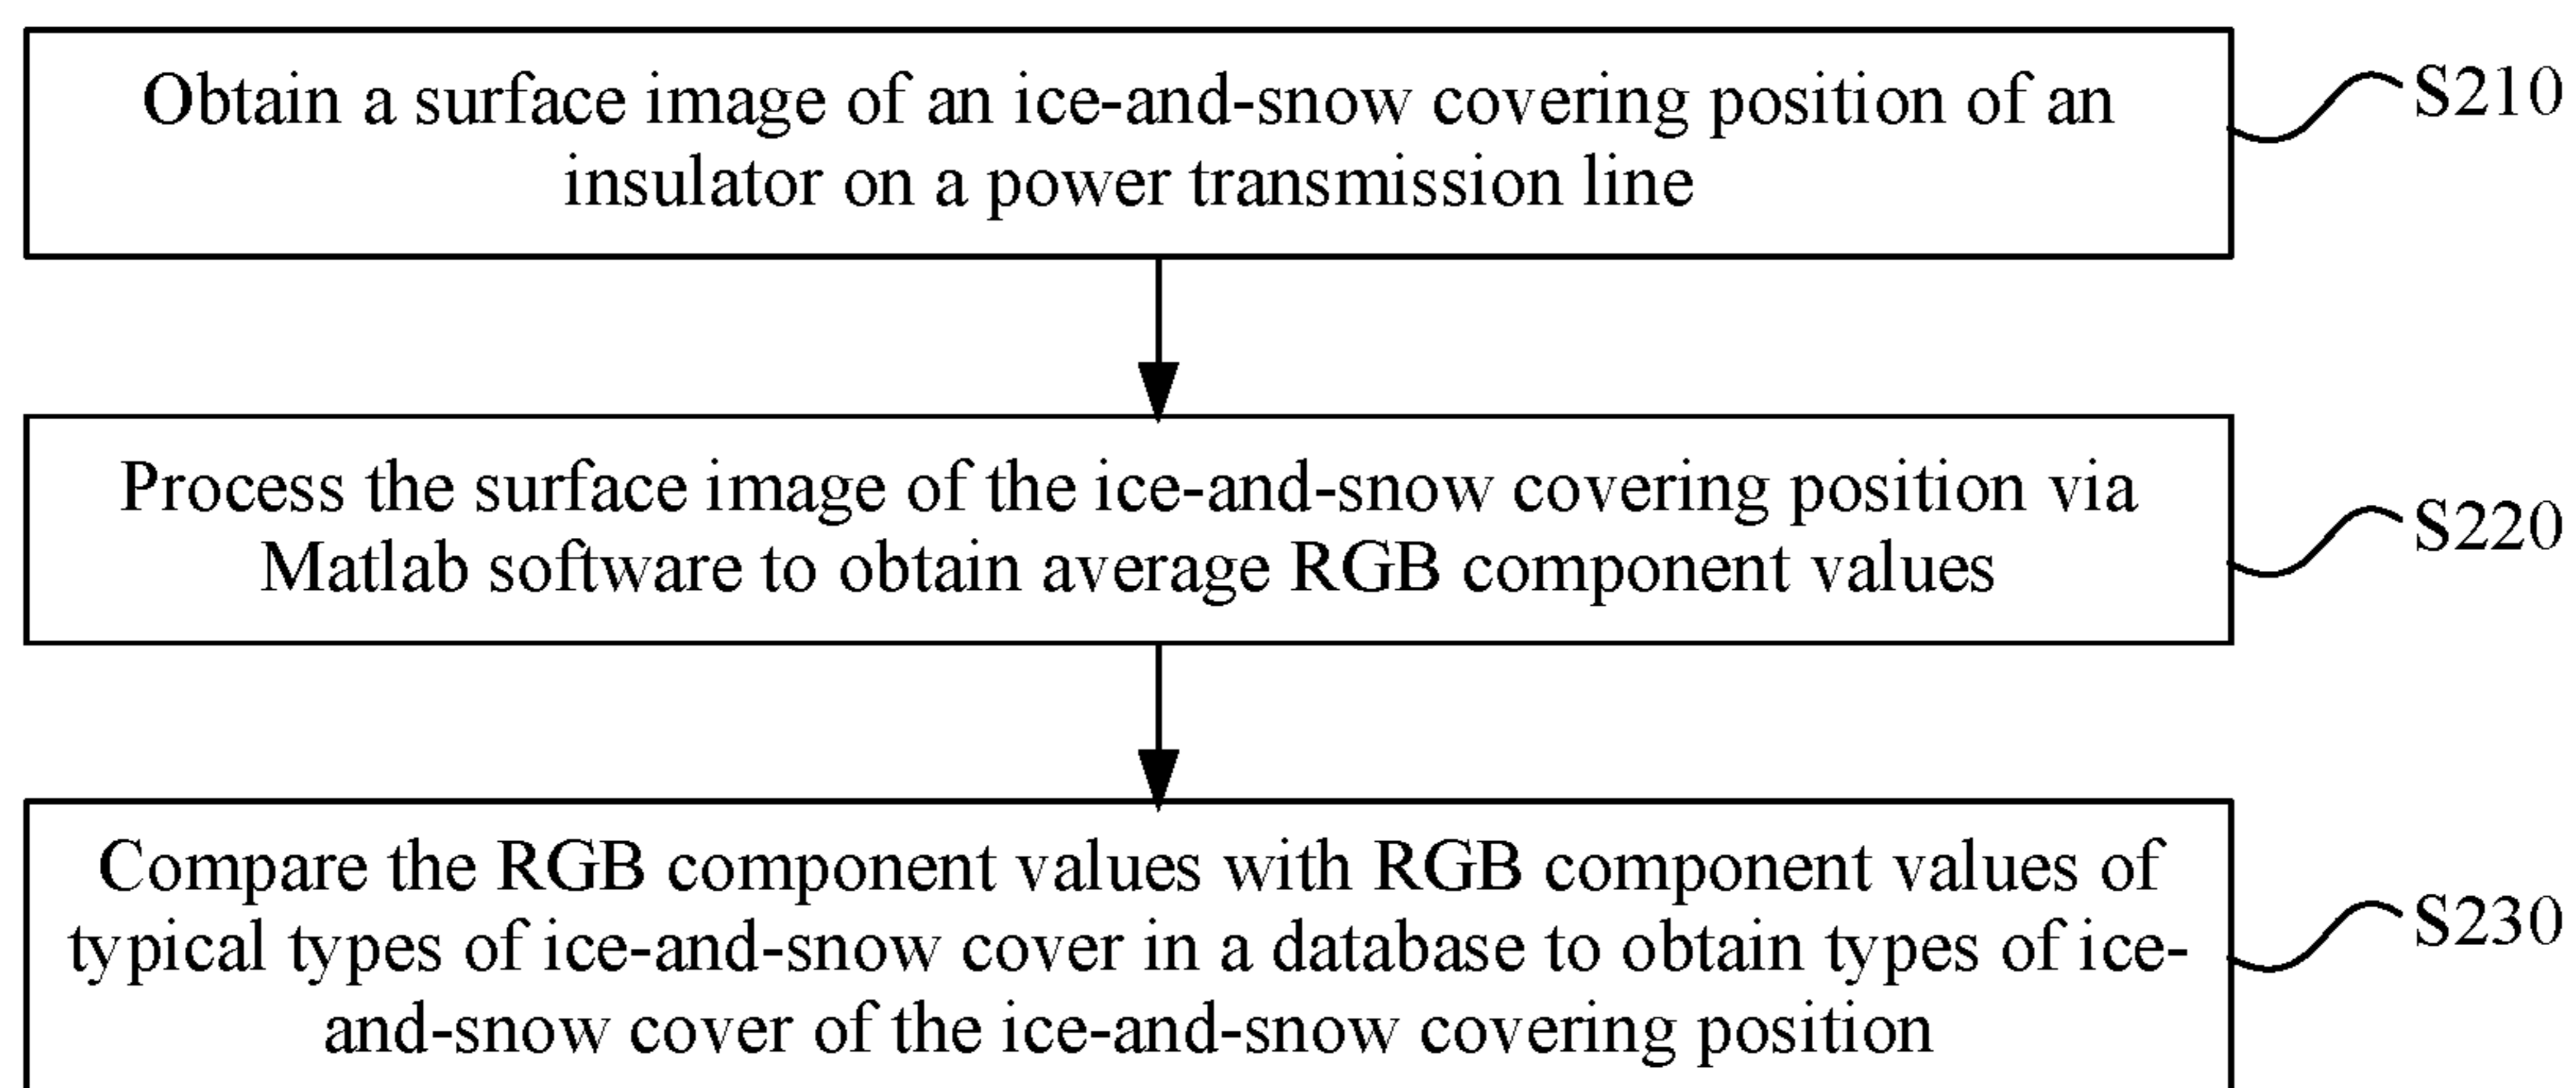 Obtain a surface image of an ice-and-snow covering position of an
insulator on a power transmission line
S210
Process the surface image of the ice-and-snow covering position via
Matlab software to obtain average RGB component values
S220
Compare the RGB component values with RGB component values of
typical types of ice-and-snow cover in a database to obtain types of ice-
and-snow cover of the ice-and-snow covering position
S230